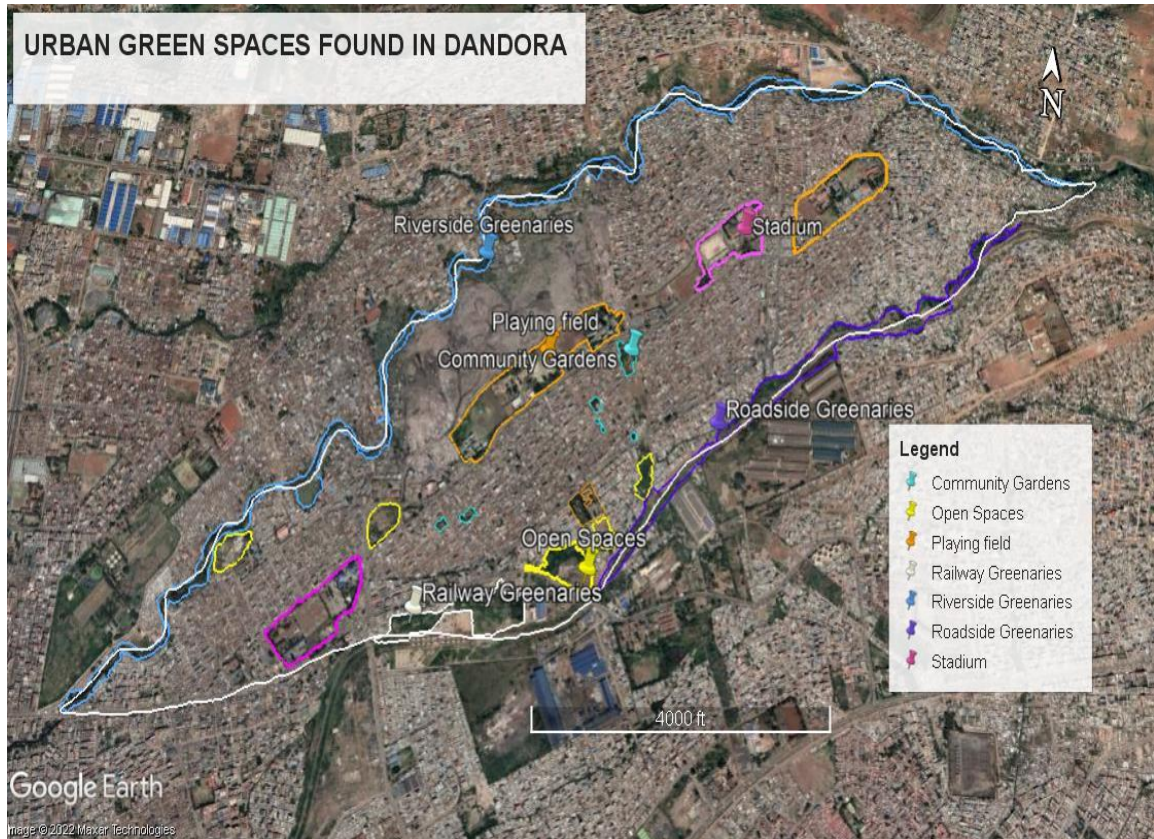 URBAN GREEN SPACES FOUND IN DANDORA
N
Riverside Greenaries
Stadium
Playing field
Community Gardens
Roadside Greenaries
Open Spaces
Railway Greenaries
Legend
Community Gardens
Open Spaces
Playing field
Railway Greenaries
Riverside Greenaries
Roadside Greenaries
Stadium
4000 ft
Google Earth
Image © 2022 Maxar Technologies